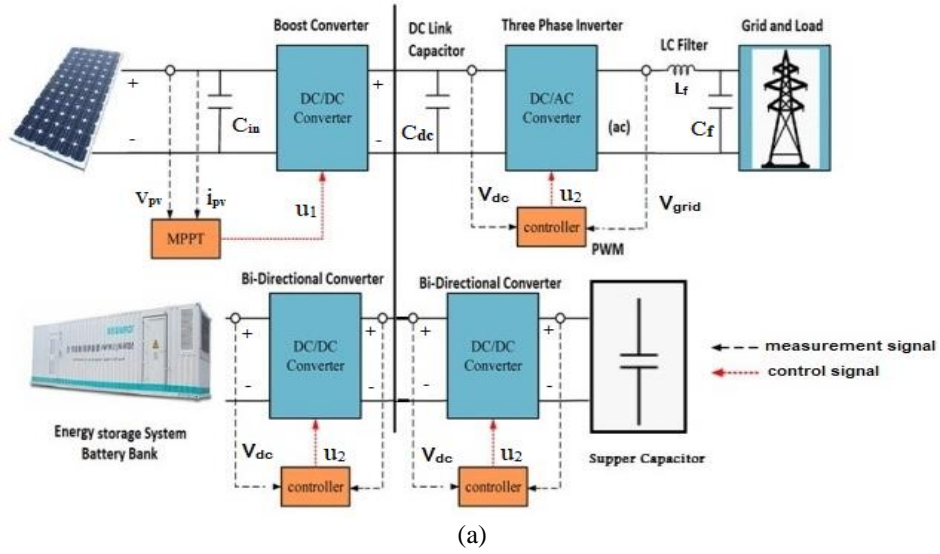 Boost Converter
DC Link
Capacitor
Three Phase Inverter
LC Filter
Grid and Load
+
-
Cin
DC/DC
Converter
+
-
Cdc
DC/AC
Converter
(ac)
Lf
Cf
Vpv
ipv
u1
MPPT
Vdc
u2
Vgrid
controller
PWM
Bi-Directional Converter
Bi-Directional Converter
+
-
DC/DC
Converter
+
-
+
-
DC/DC
Converter
+
-
measurement signal
control signal
Energy storage System
Battery Bank
Vdc
u2
controller
Vdc
u2
controller
Supper Capacitor
(a)